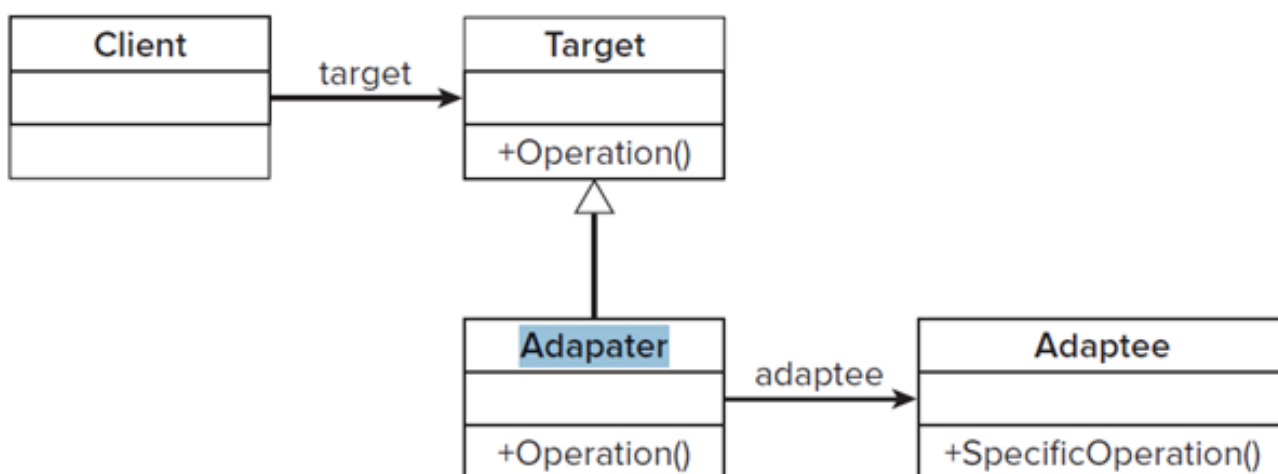 Client
Target
target
+Operation()
Adapater
Adaptee
adaptee
+Operation()
+SpecificOperation()